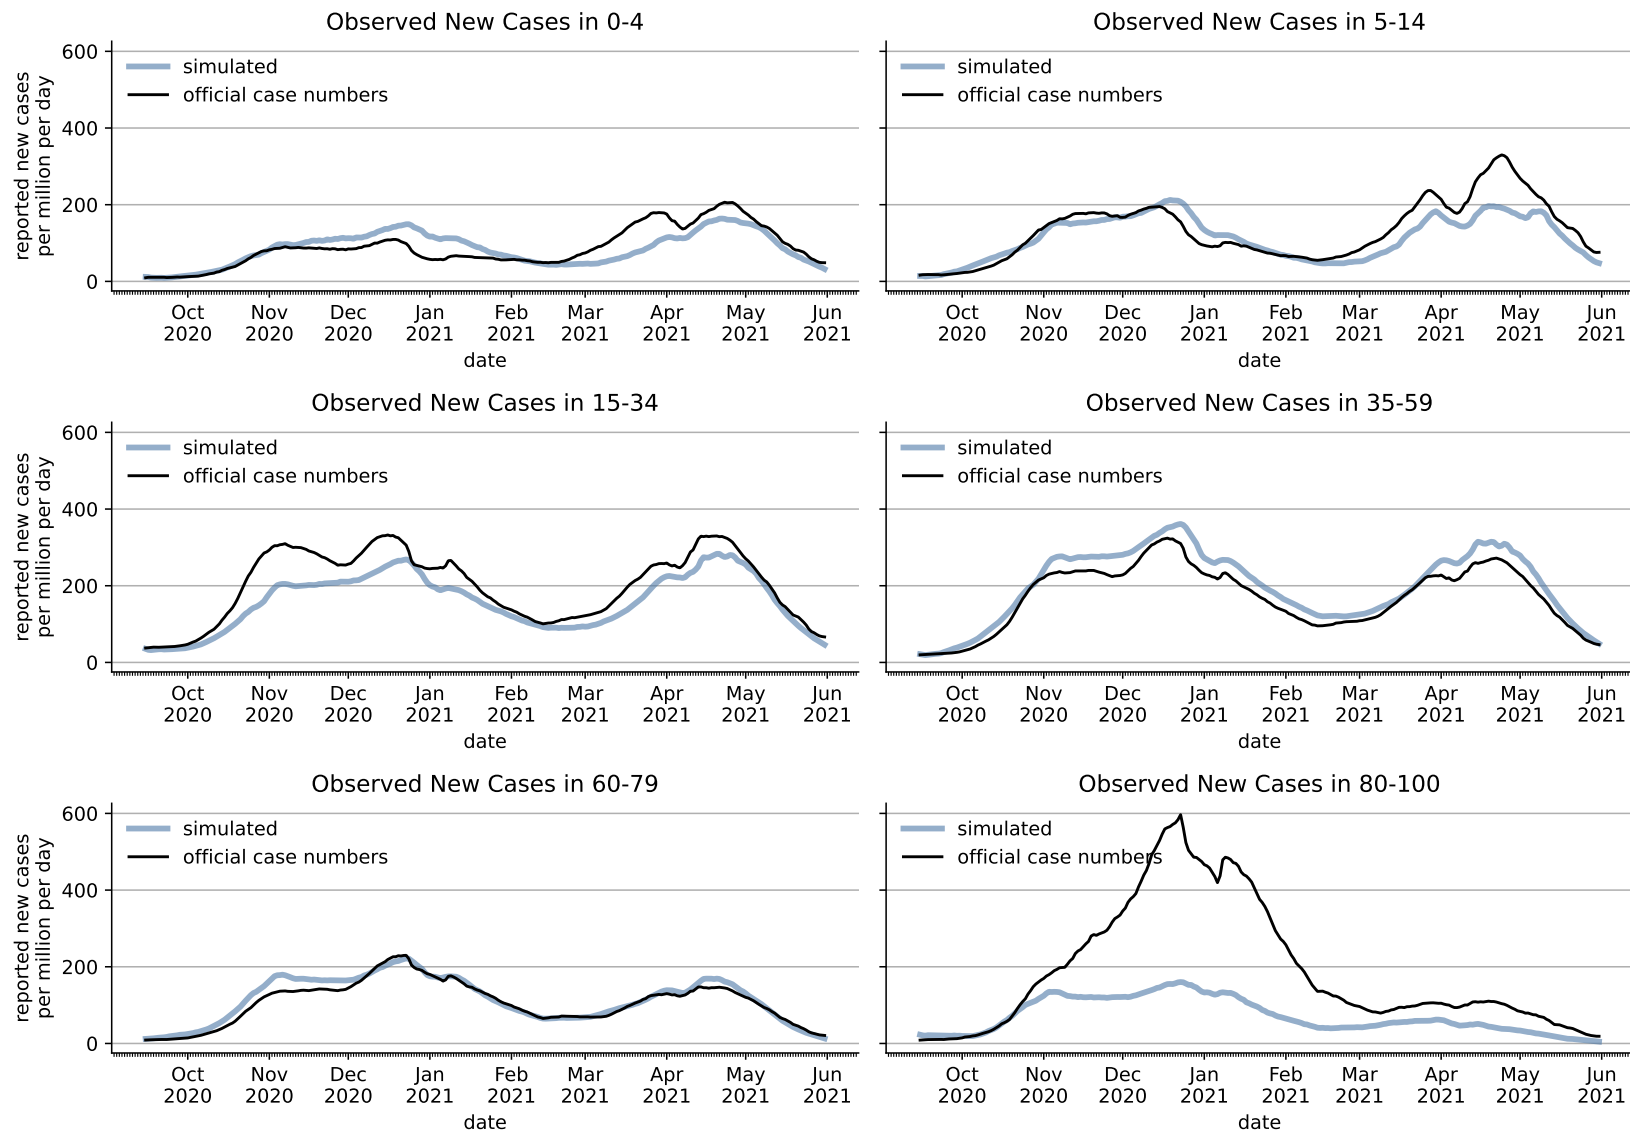 Observed New Cases in 0-4
reported new cases
per million per day
600
400
200
0
simulated
official case numbers
Oct Nov Dec Jan Feb Mar Apr May Jun
2020 2020 2020 2021 2021 2021 2021 2021 2021
date
Observed New Cases in 5-14
simulated
official case numbers
Oct Nov Dec Jan Feb Mar Apr May Jun
2020 2020 2020 2021 2021 2021 2021 2021 2021
date
Observed New Cases in 15-34
reported new cases
per million per day
600
400
200
0
simulated
official case numbers
Oct Nov Dec Jan Feb Mar Apr May Jun
2020 2020 2020 2021 2021 2021 2021 2021 2021
date
Observed New Cases in 35-59
simulated
official case numbers
Oct Nov Dec Jan Feb Mar Apr May Jun
2020 2020 2020 2021 2021 2021 2021 2021 2021
date
Observed New Cases in 60-79
reported new cases
per million per day
600
400
200
0
simulated
official case numbers
Oct Nov Dec Jan Feb Mar Apr May Jun
2020 2020 2020 2021 2021 2021 2021 2021 2021
date
Observed New Cases in 80-100
simulated
official case numbers
Oct Nov Dec Jan Feb Mar Apr May Jun
2020 2020 2020 2021 2021 2021 2021 2021 2021
date